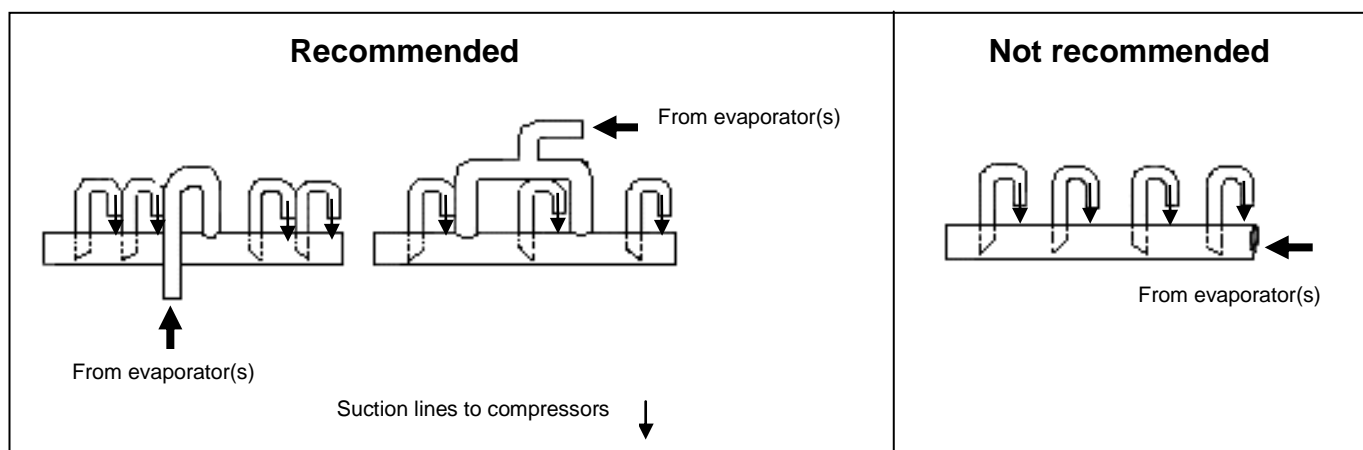 Recommended
From evaporator(s)
From evaporator(s)
Suction lines to compressors
Not recommended
From evaporator(s)